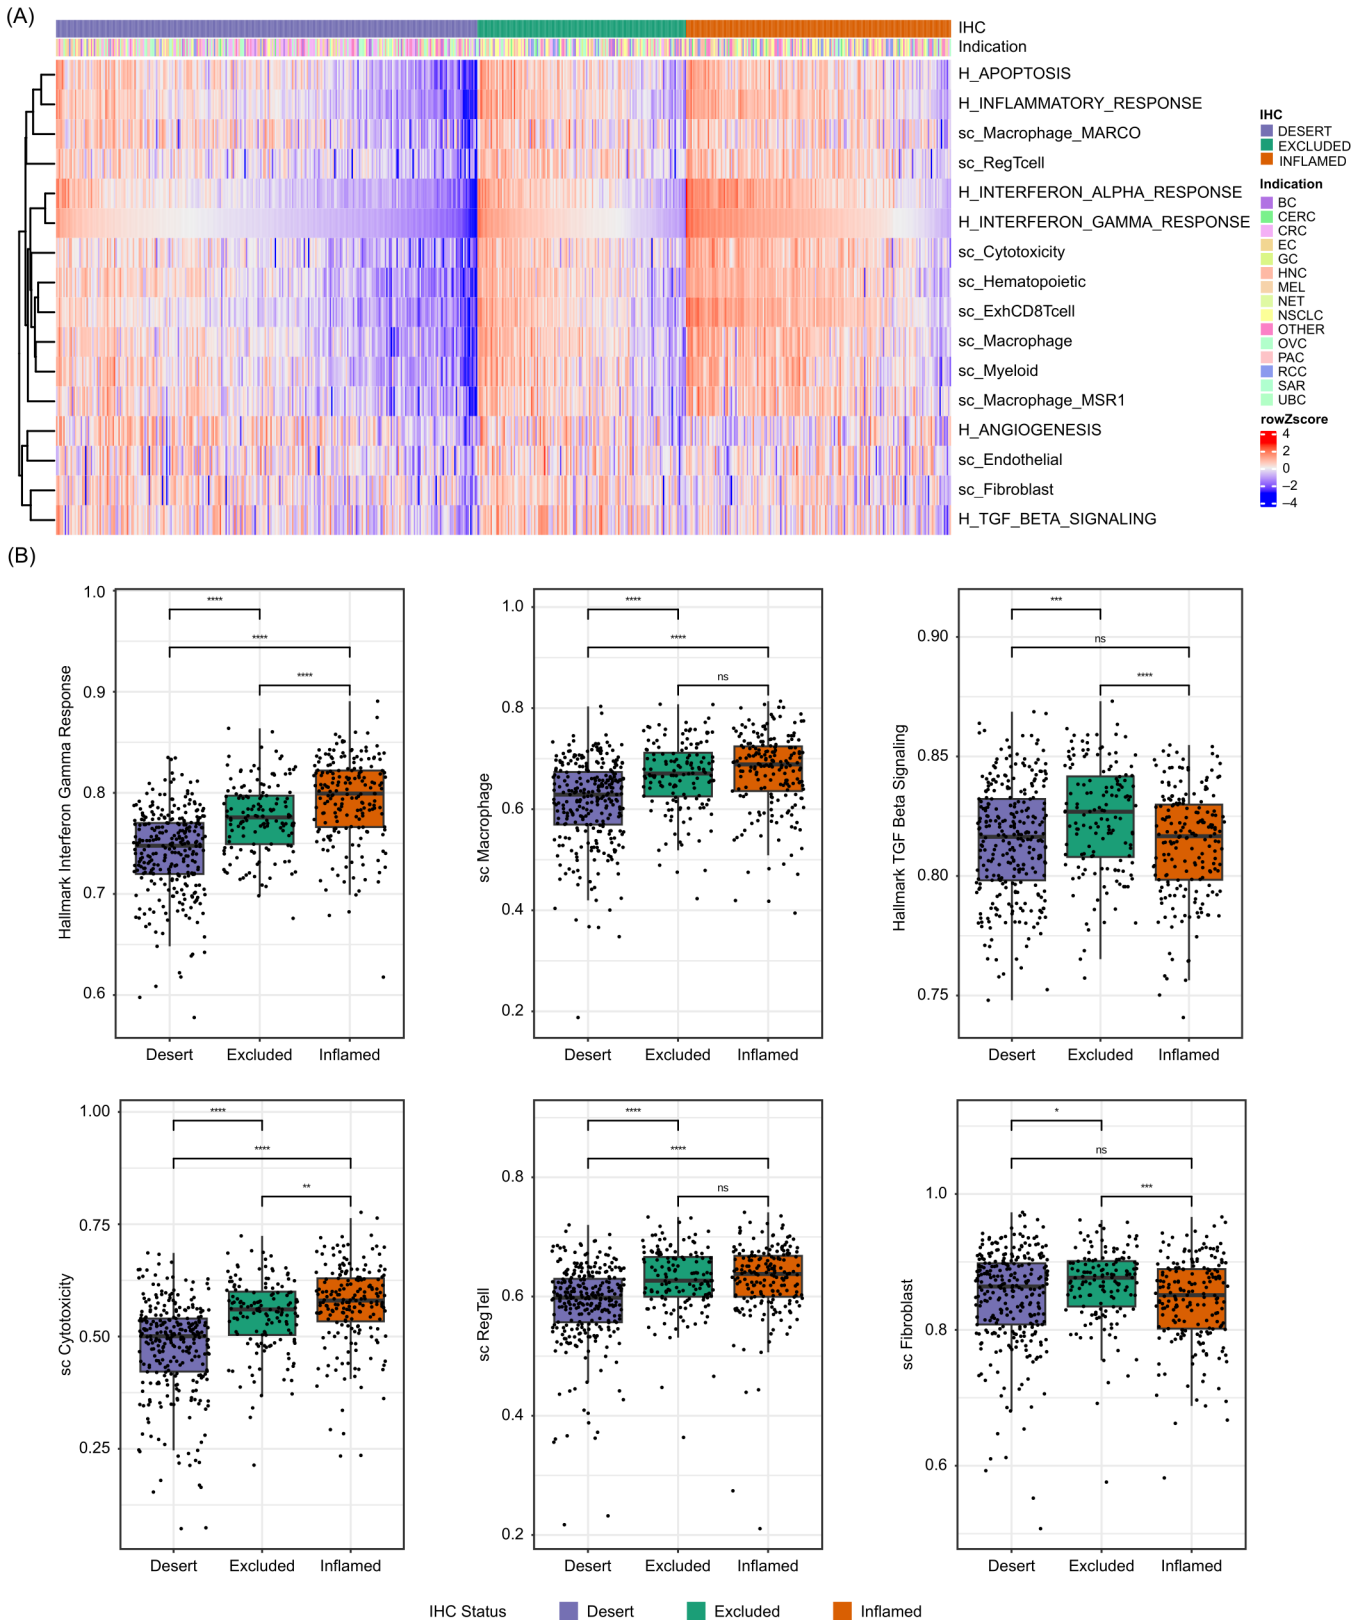 (A)
IHC
Indication
H_APOPTOSIS
H_INFLAMMATORY_RESPONSE
sc_Macrophage_MARCO
sc_RegTcell
H_INTERFERON_ALPHA_RESPONSE
H_INTERFERON_GAMMA_RESPONSE
sc_Cytotoxicity
sc_Hematopoietic
sc_ExhCD8Tcell
sc_Macrophage
sc_Myeloid
sc_Macrophage_MSR1
H_ANGIOGENESIS
sc_Endothelial
sc_Fibroblast
H_TGF_BETA_SIGNALING
IHC
DESERT
EXCLUDED
INFLAMED
Indication
BC
CERC
CRC
EC
GC
HNC
MEL
NET
NSCLC
OTHER
OVC
PAC
RCC
SAR
UBC
rowZscore
4
2
0
−2
−4
(B)
Hallmark Interferon Gamma Response
1.0
0.9
0.8
0.7
0.6
****
****
****
Desert Excluded Inflamed
sc Macrophage
1.0
0.8
0.6
0.4
0.2
****
****
ns
Desert Excluded Inflamed
Hallmark TGF Beta Signaling
0.90
0.85
0.80
0.75
***
ns
****
Desert Excluded Inflamed
sc Cytotoxicity
1.00
0.75
0.50
0.25
****
****
**
Desert Excluded Inflamed
sc RegTell
0.8
0.6
0.4
0.2
****
****
ns
Desert Excluded Inflamed
sc Fibroblast
1.0
0.8
0.6
*
ns
***
Desert Excluded Inflamed
IHC Status Desert Excluded Inflamed